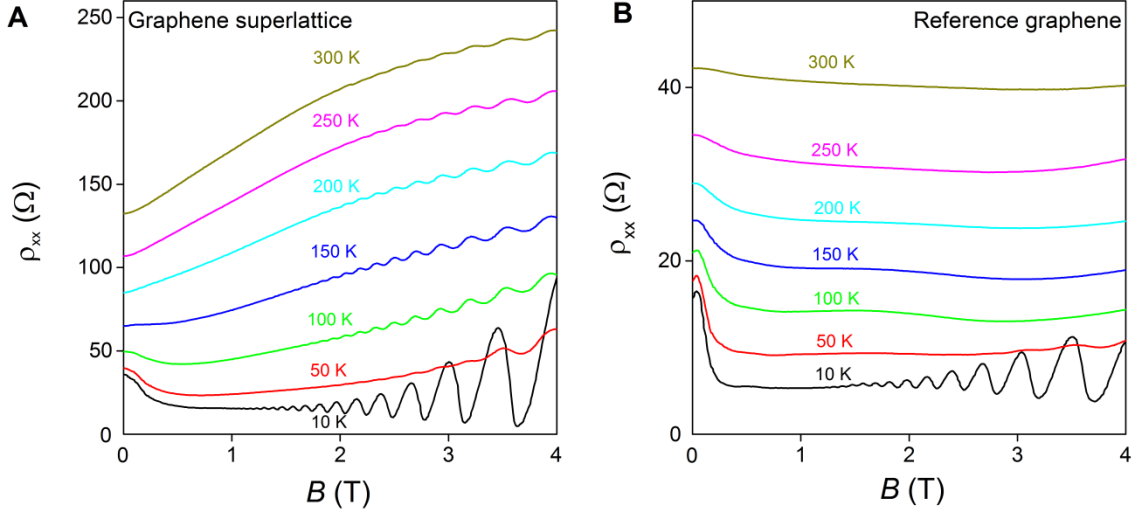 A
Graphene superlattice
250
200
150
100
50
0
ρxx (Ω)
300 K
250 K
200 K
150 K
100 K
50 K
10 K
0 1 2 3 4
B (T)
B
Reference graphene
40
20
0
ρxx (Ω)
300 K
250 K
200 K
150 K
100 K
50 K
10 K
0 1 2 3 4
B (T)